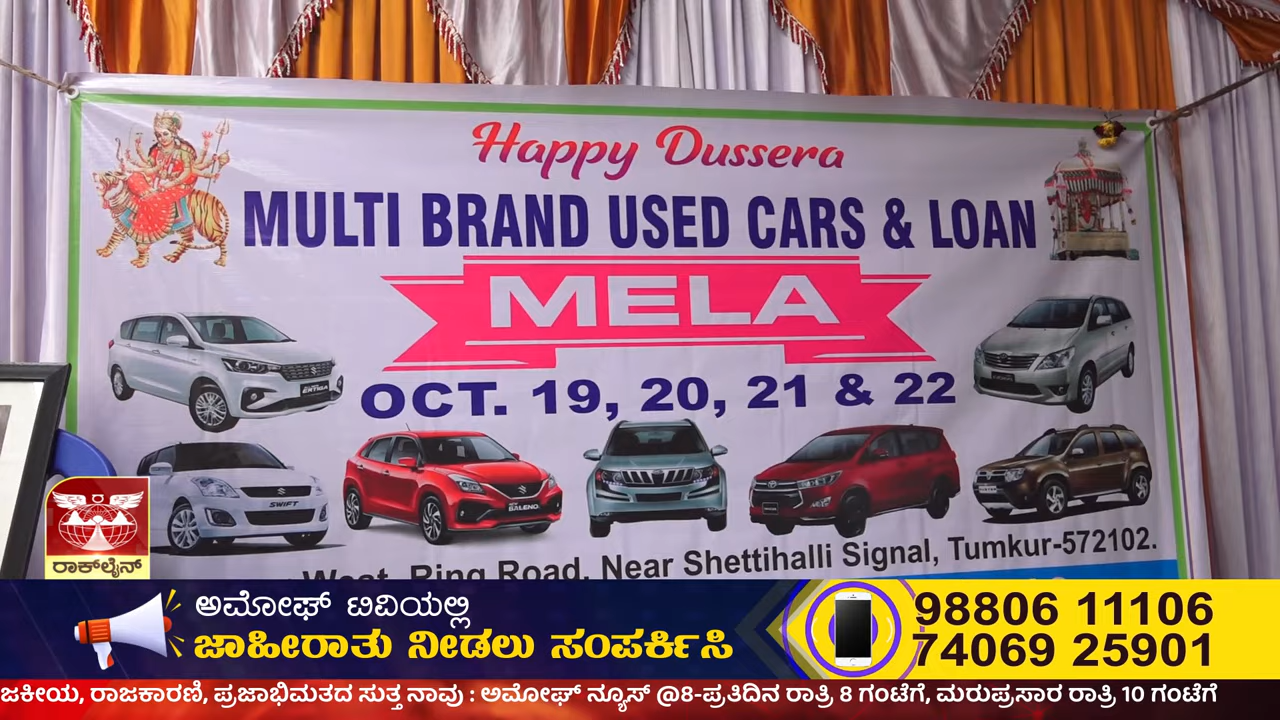 Happy Dussera
MULTI BRAND USED CARS & LOAN
MELA
OCT. 19, 20, 21 & 22
ERTIGA
SWIFT
BALENO
West, Ring Road, Near Shettihalli Signal, Tumkur-572102.
ರಾಕ್‌ಲೈನ್
ಅಮೋಘ್ ಟಿವಿಯಲ್ಲಿ
ಜಾಹೀರಾತು ನೀಡಲು ಸಂಪರ್ಕಿಸಿ
98806 11106
74069 25901
ಜಕೀಯ, ರಾಜಕಾರಣಿ, ಪ್ರಜಾಭಿಮತದ ಸುತ್ತ ನಾವು : ಅಮೋಘ್ ನ್ಯೂಸ್ @8-ಪ್ರತಿದಿನ ರಾತ್ರಿ 8 ಗಂಟೆಗೆ, ಮರುಪ್ರಸಾರ ರಾತ್ರಿ 10 ಗಂಟೆಗೆ